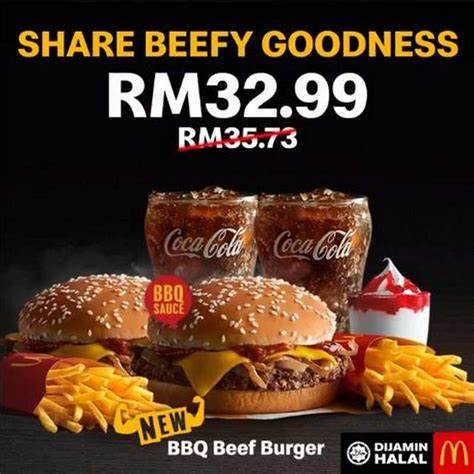 SHARE BEEFY GOODNESS
RM32.99
RM35.73
Coca-Cola
Coca-Cola
BBQ
SAUCE
NEW
BBQ Beef Burger
DIJAMIN
HALAL